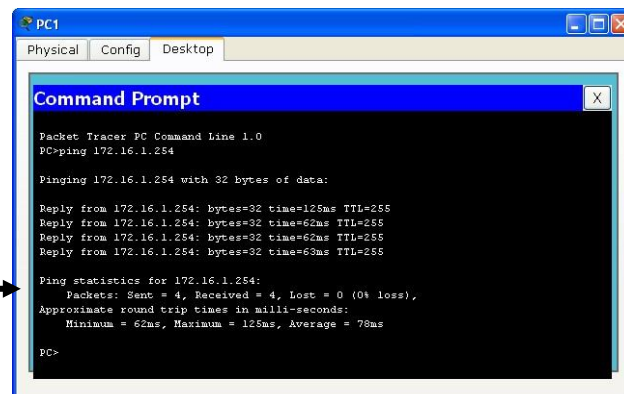 PC1
Physical Config Desktop
Command Prompt
X
Packet Tracer PC Command Line 1.0
PC>ping 172.16.1.254
Pinging 172.16.1.254 with 32 bytes of data:
Reply from 172.16.1.254: bytes=32 time=125ms TTL=255
Reply from 172.16.1.254: bytes=32 time=62ms TTL=255
Reply from 172.16.1.254: bytes=32 time=62ms TTL=255
Reply from 172.16.1.254: bytes=32 time=63ms TTL=255
Ping statistics for 172.16.1.254:
Packets: Sent = 4, Received = 4, Lost = 0 (0% loss),
Approximate round trip times in milli-seconds:
Minimum = 62ms, Maximum = 125ms, Average = 78ms
PC>